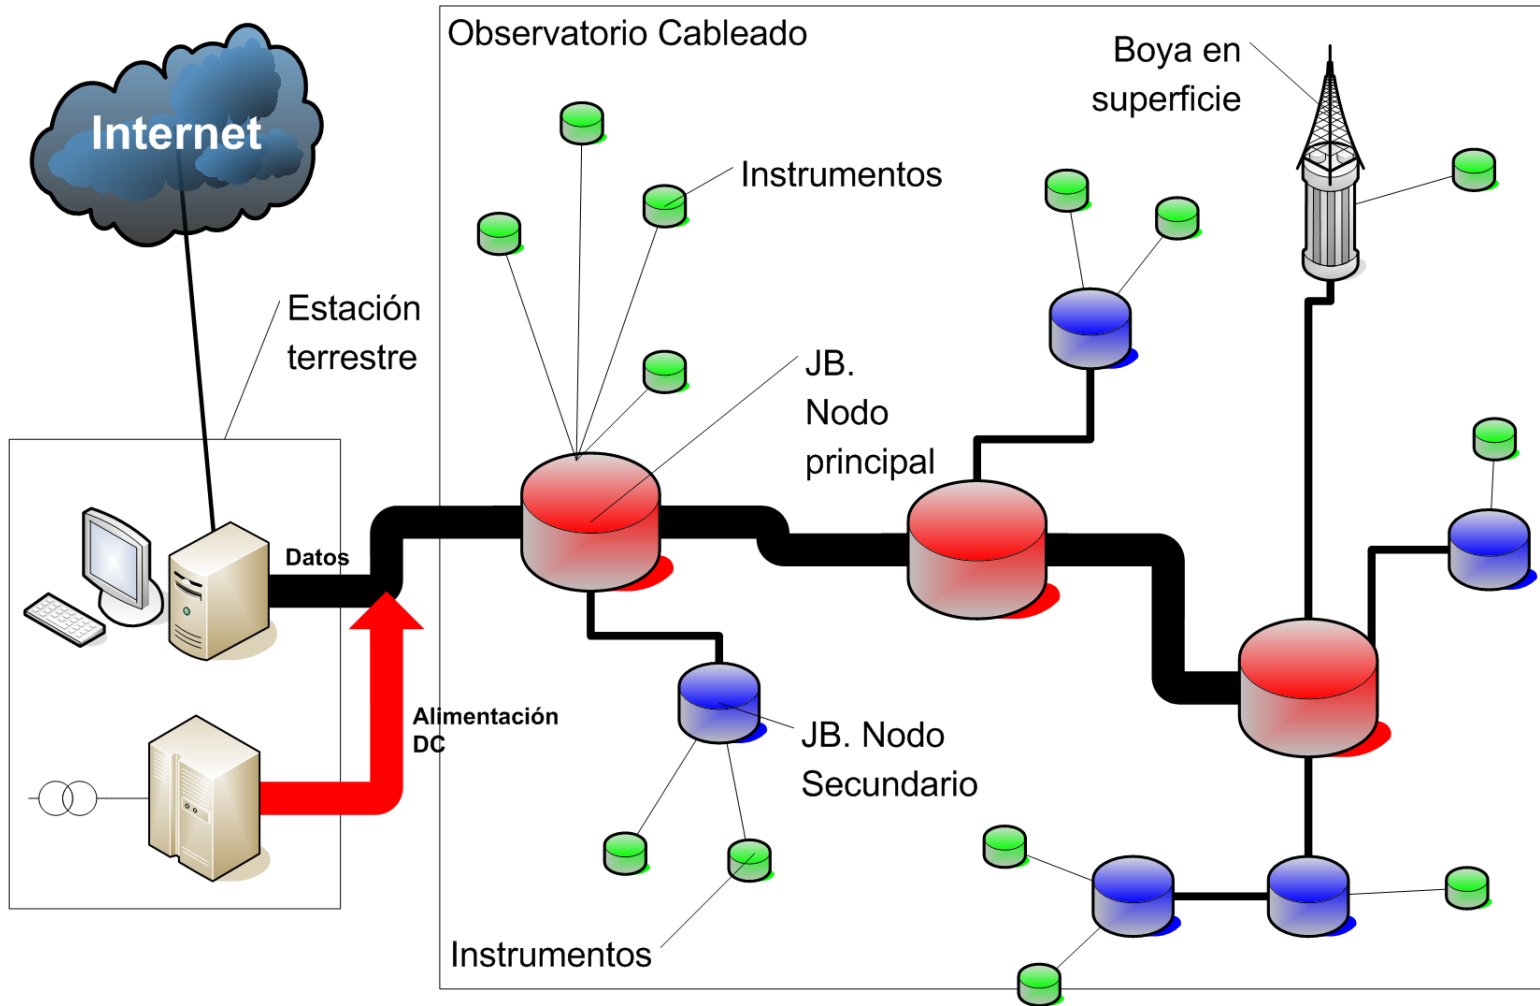 Observatorio Cableado
Internet
Boya en
superficie
Instrumentos
Estación
terrestre
JB.
Nodo
principal
Datos
Alimentación
DC
JB. Nodo
Secundario
Instrumentos